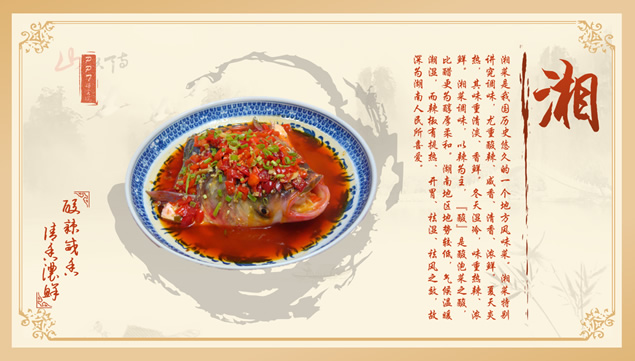 湘
湘菜是我国历史悠久的一个地方风味菜，湘菜特别
讲究调味，尤重酸辣、咸香、清香、浓鲜。夏天炎
热，其味重清淡、香鲜。冬天湿冷，味重热辣、浓
鲜。湘菜调味，以辣为主，『酸』是酸泡菜之酸，
比醋更为醇厚柔和。湖南地区地势较低，气候温暖
潮湿，而辣椒有提热、开胃、祛湿、祛风之效，故
深为湖南人民所喜爱。
酸辣咸香
清香浓鲜